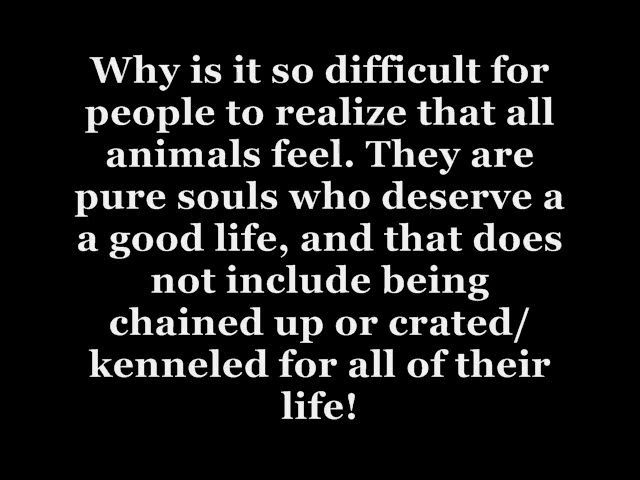 Why is it so difficult for
people to realize that all
animals feel. They are
pure souls who deserve a
a good life, and that does
not include being
chained up or crated/
kenneled for all of their
life!